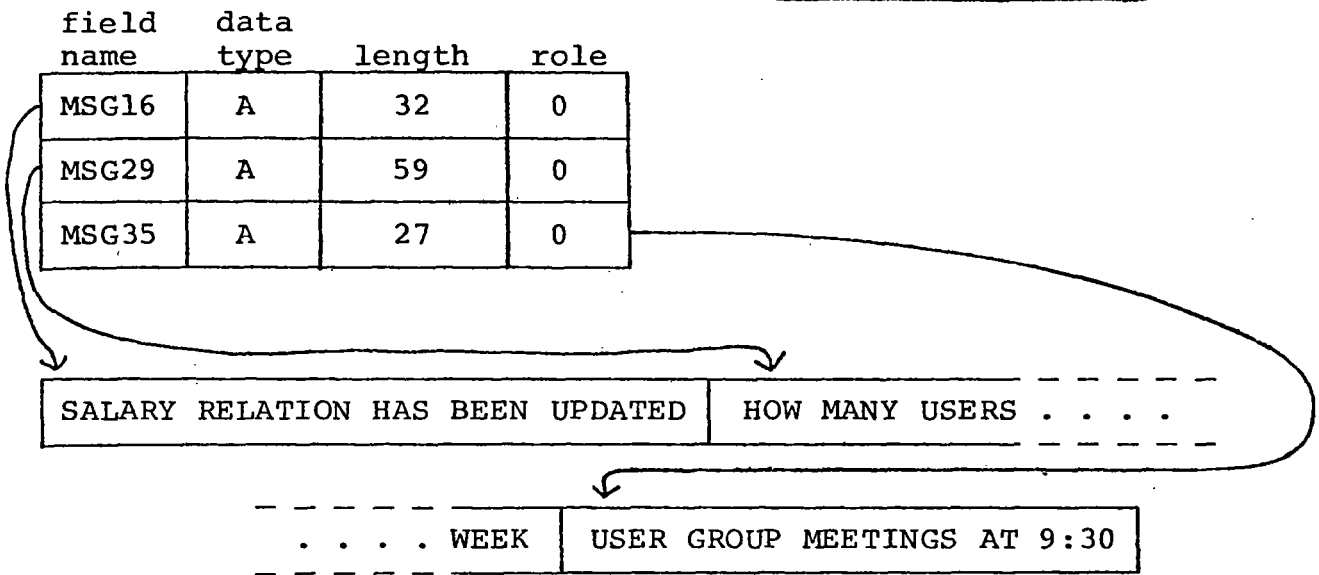 field data
name type length role
MSG16 A 32 0
MSG29 A 59 0
MSG35 A 27 0
SALARY RELATION HAS BEEN UPDATED HOW MANY USERS . . . .
. . . . WEEK USER GROUP MEETINGS AT 9:30